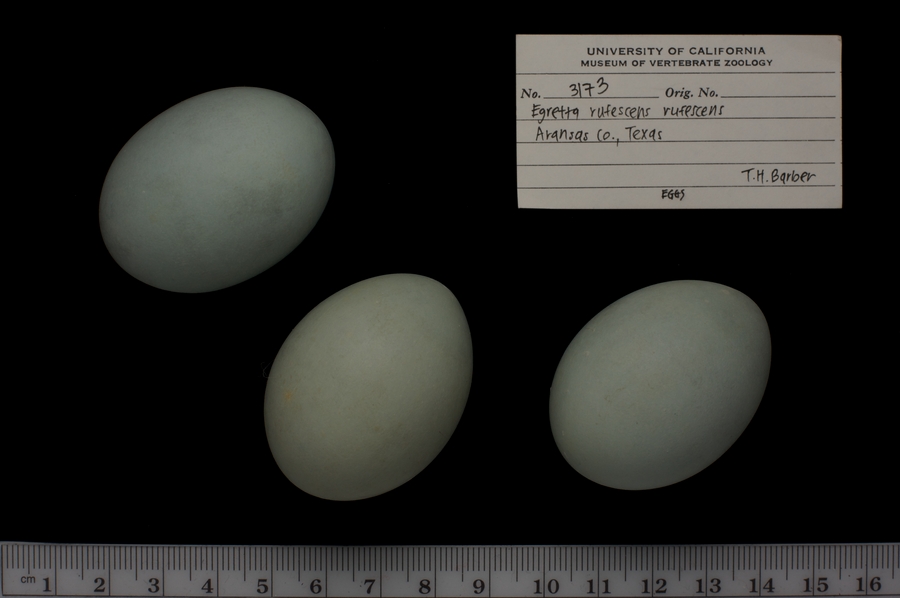 UNIVERSITY OF CALIFORNIA
MUSEUM OF VERTEBRATE ZOOLOGY
No. 3173 Orig. No.
Egretta rufescens rufescens
Aransas Co., Texas
T.H. Barber
EGGS
cm 1 2 3 4 5 6 7 8 9 10 11 12 13 14 15 16